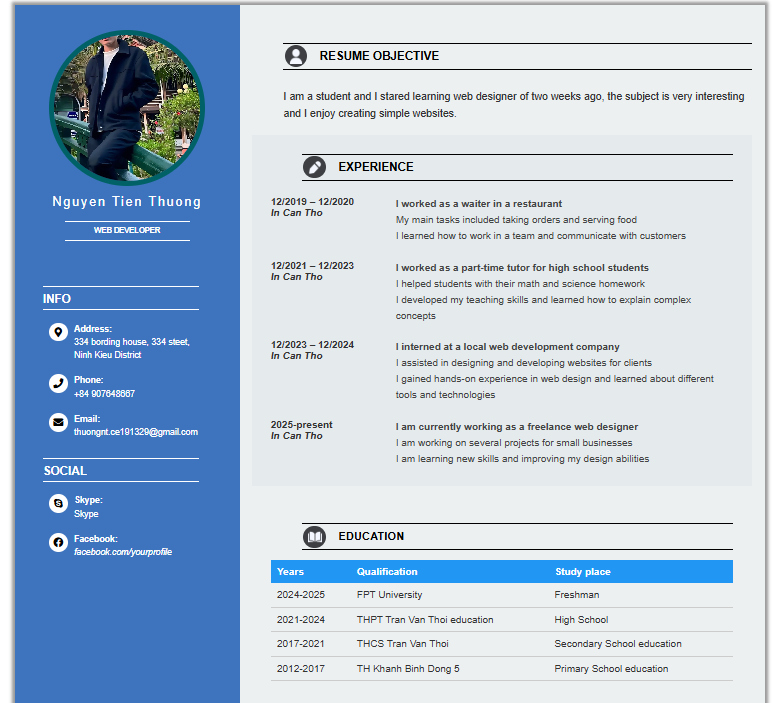 Nguyen Tien Thuong
WEB DEVELOPER
INFO
Address:
334 bording house, 334 steet,
Ninh Kieu District
Phone:
+84 907648667
Email:
thuongnt.ce191329@gmail.com
SOCIAL
Skype:
Skype
Facebook:
facebook.com/yourprofile
RESUME OBJECTIVE
I am a student and I stared learning web designer of two weeks ago, the subject is very interesting
and I enjoy creating simple websites.
EXPERIENCE
12/2019 – 12/2020
In Can Tho
I worked as a waiter in a restaurant
My main tasks included taking orders and serving food
I learned how to work in a team and communicate with customers
12/2021 – 12/2023
In Can Tho
I worked as a part-time tutor for high school students
I helped students with their math and science homework
I developed my teaching skills and learned how to explain complex
concepts
12/2023 – 12/2024
In Can Tho
I interned at a local web development company
I assisted in designing and developing websites for clients
I gained hands-on experience in web design and learned about different
tools and technologies
2025-present
In Can Tho
I am currently working as a freelance web designer
I am working on several projects for small businesses
I am learning new skills and improving my design abilities
EDUCATION
Years Qualification Study place
2024-2025 FPT University Freshman
2021-2024 THPT Tran Van Thoi education High School
2017-2021 THCS Tran Van Thoi Secondary School education
2012-2017 TH Khanh Binh Dong 5 Primary School education